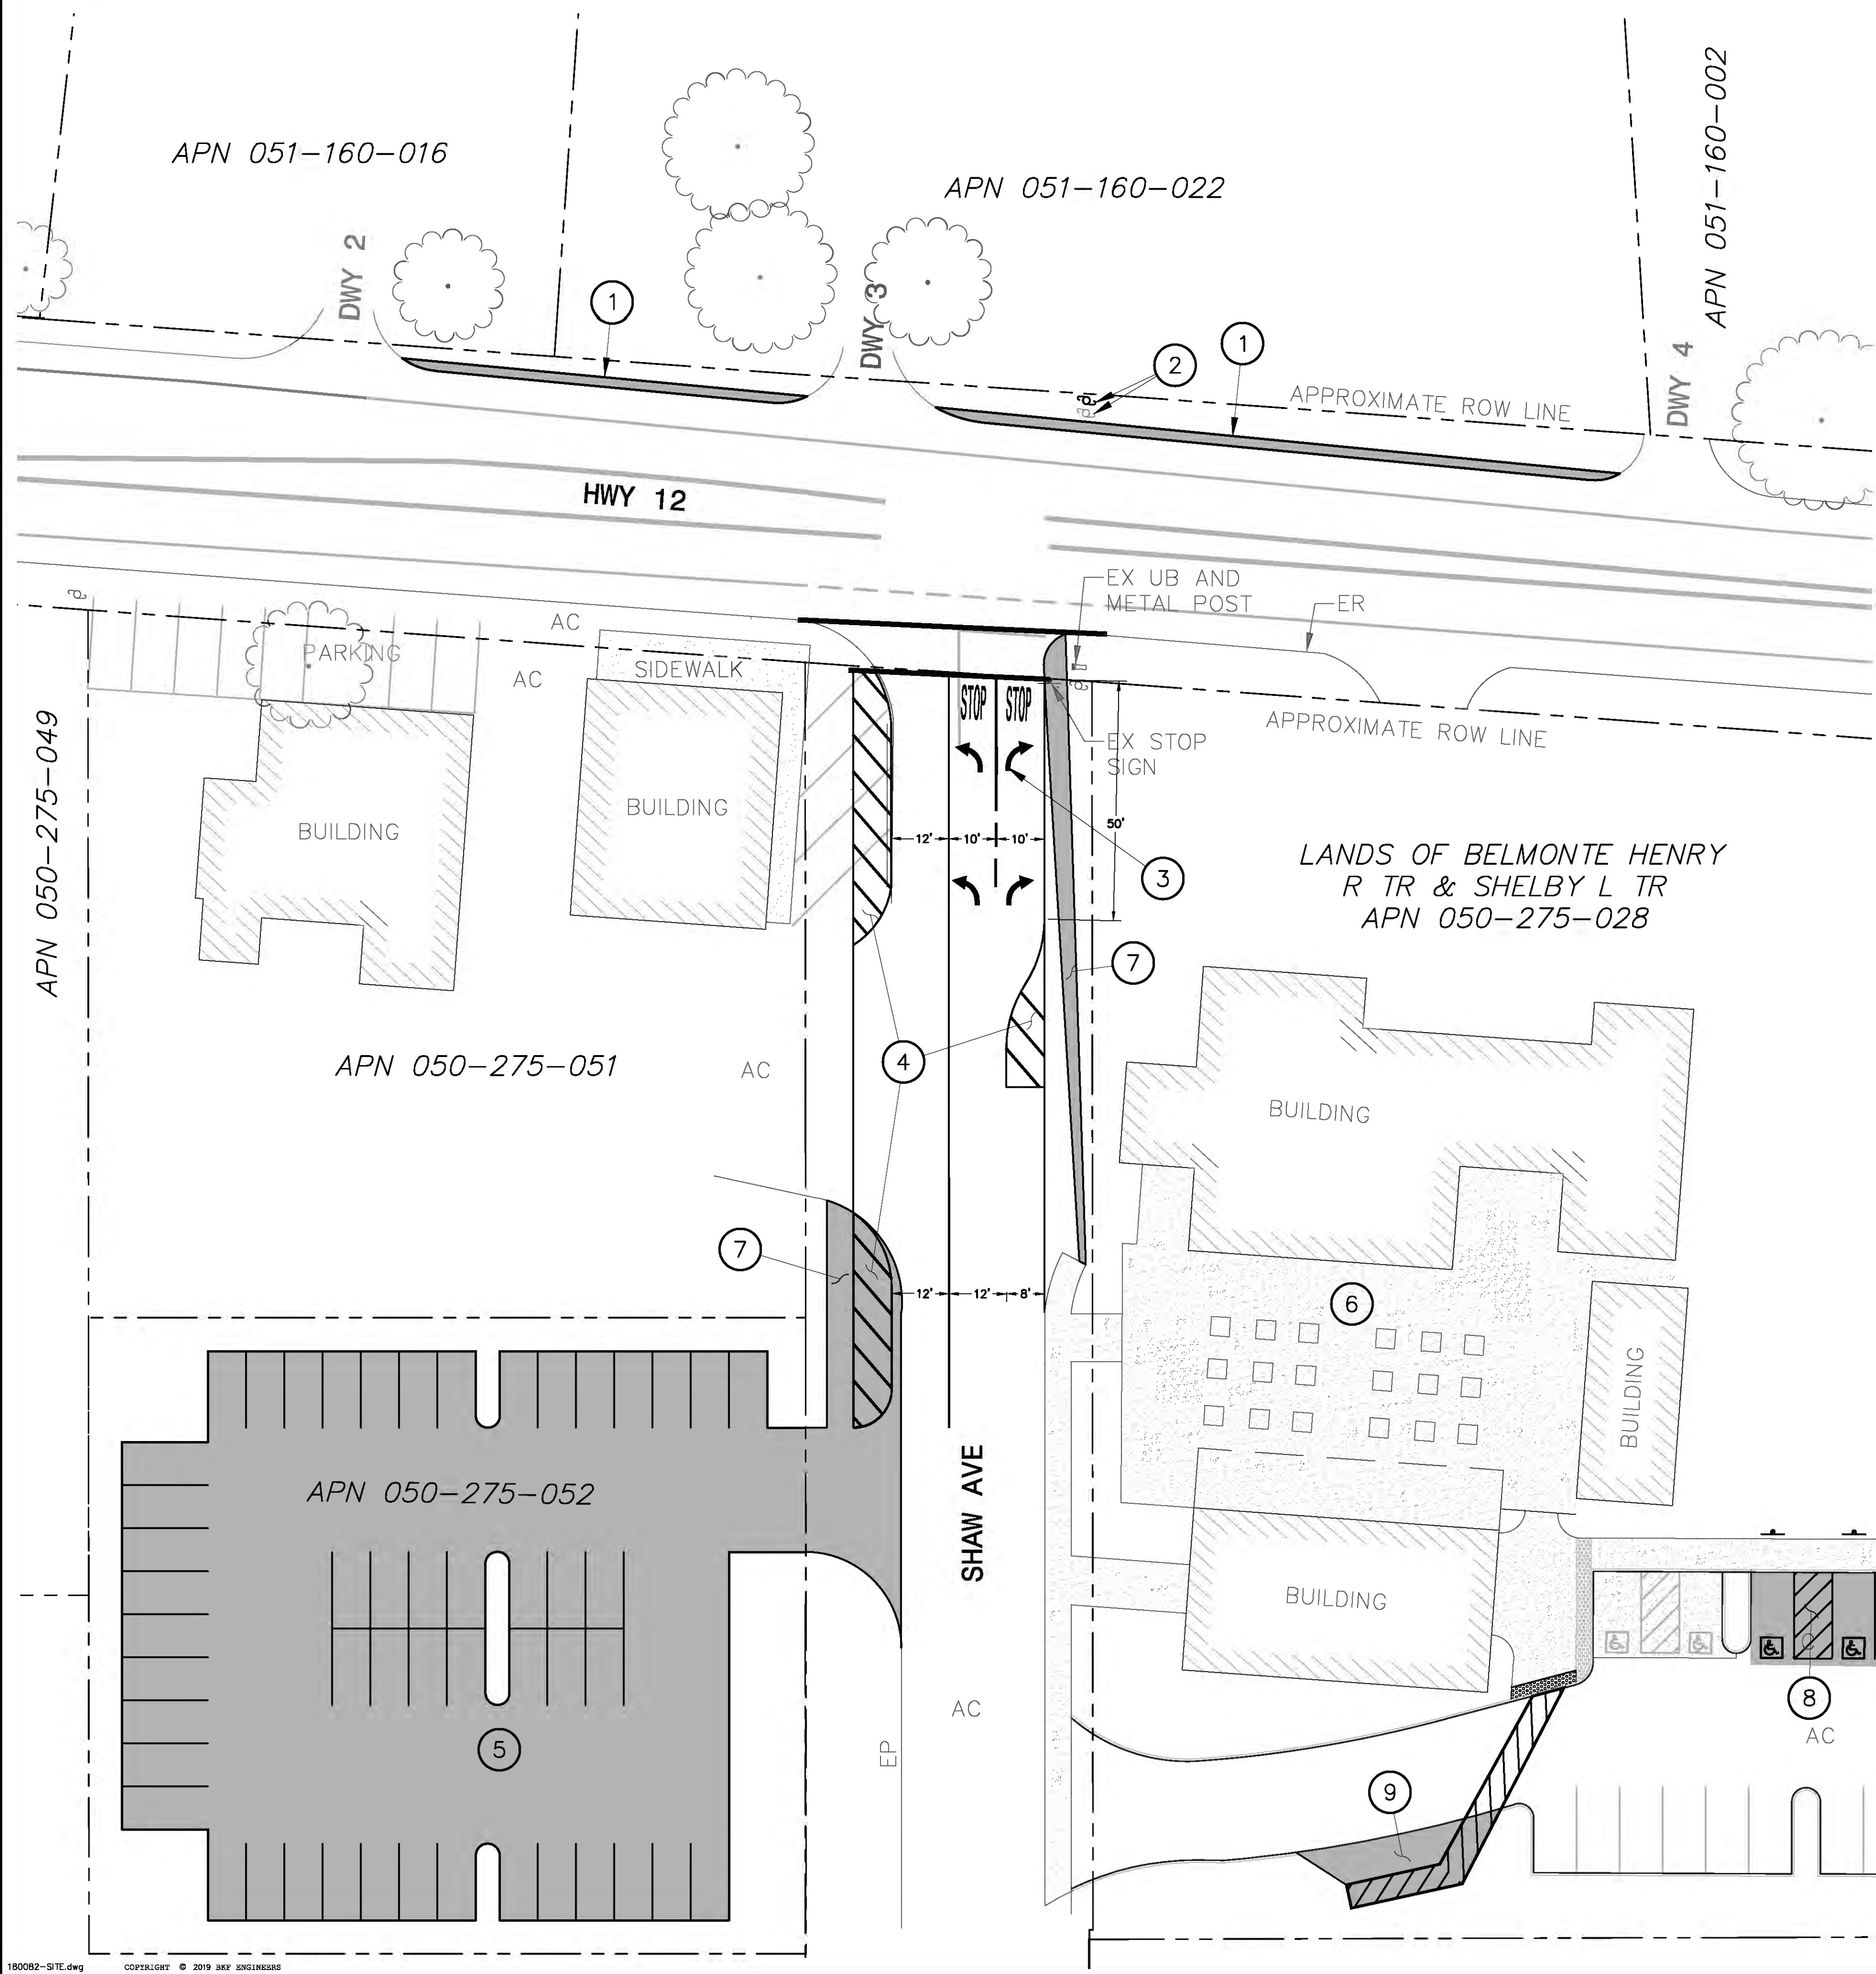 APN 051-160-016
APN 051-160-022
APN 051-160-002
DWY 2
DWY 3
DWY 4
1
2
1
APPROXIMATE ROW LINE
HWY 12
EX UB AND
METAL POST
ER
AC
PARKING
SIDEWALK
AC
STOP
STOP
APPROXIMATE ROW LINE
EX STOP
SIGN
APN 050-275-049
BUILDING
BUILDING
12'
10'
10'
50'
3
LANDS OF BELMONTE HENRY
R TR & SHELBY L TR
APN 050-275-028
7
4
APN 050-275-051
AC
BUILDING
7
12'
12'
8'
6
BUILDING
APN 050-275-052
SHAW AVE
BUILDING
5
AC
EP
8
AC
9
180082-SITE.dwg
COPYRIGHT © 2019 BKF ENGINEERS